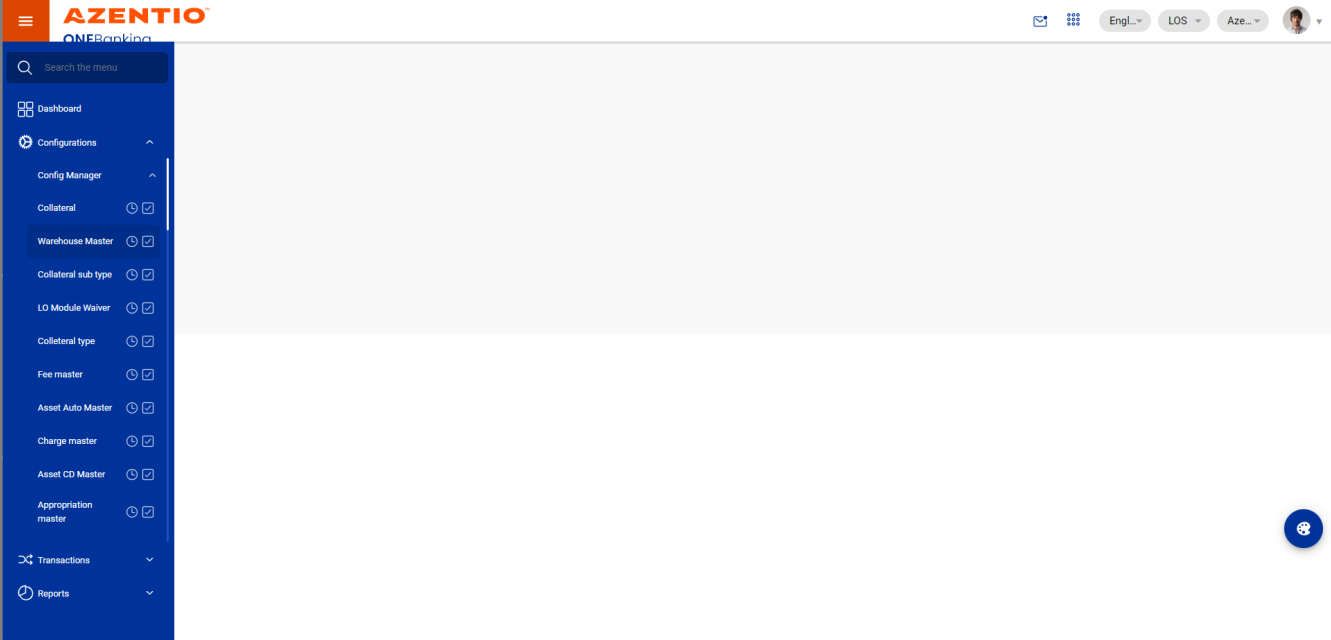 AZENTIO™
ONEBanking
Engl...
LOS
Aze...
Search the menu
Dashboard
Configurations
Config Manager
Collateral
Warehouse Master
Collateral sub type
LO Module Waiver
Colleteral type
Fee master
Asset Auto Master
Charge master
Asset CD Master
Appropriation
master
Transactions
Reports